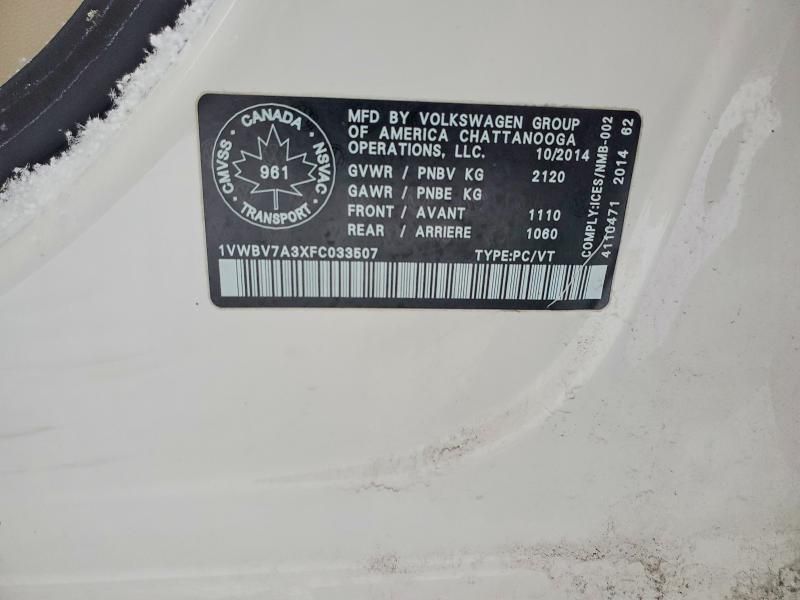 CANADA
CMVSS
NSVAC
961
TRANSPORT
MFD BY VOLKSWAGEN GROUP
OF AMERICA CHATTANOOGA
OPERATIONS, LLC. 10/2014
GVWR / PNBV KG 2120
GAWR / PNBE KG
FRONT / AVANT 1110
REAR / ARRIERE 1060
1VWBV7A3XFC033507 TYPE:PC/VT
COMPLY:ICES/NMB-002
4110471 2014 62